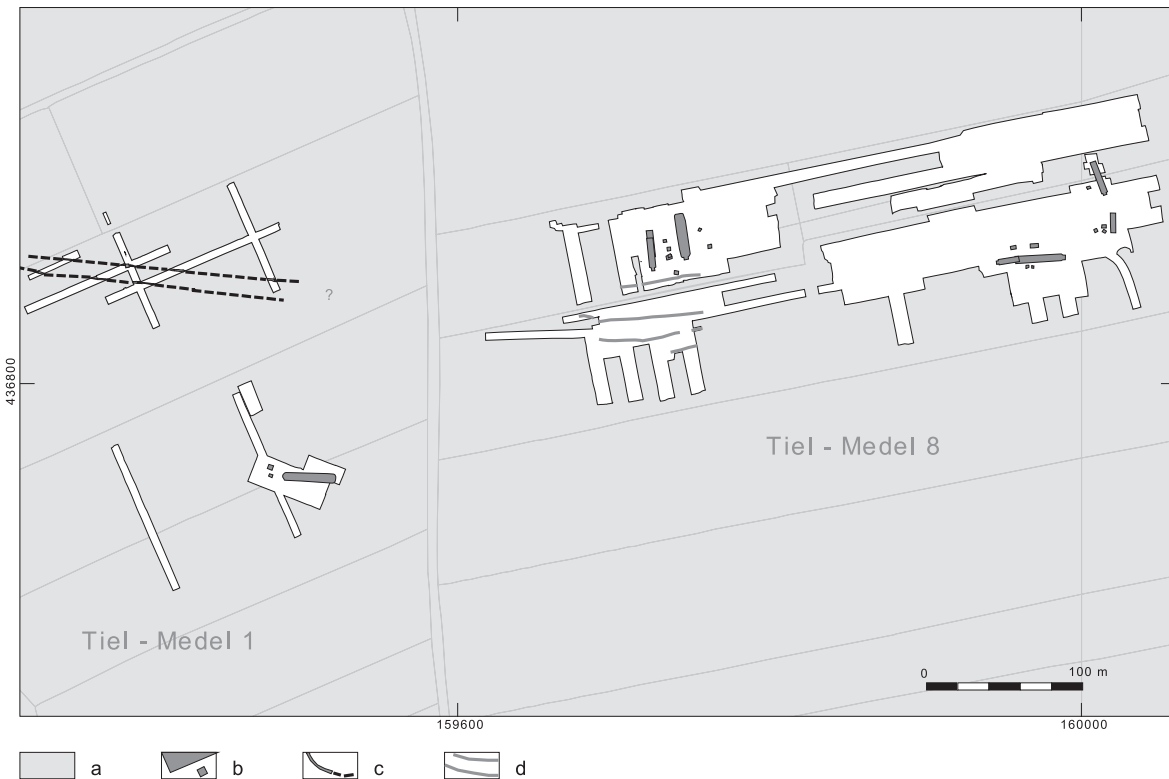 ?
436800
Tiel - Medel 8
Tiel - Medel 1
0 100 m
159600 160000
a b c d